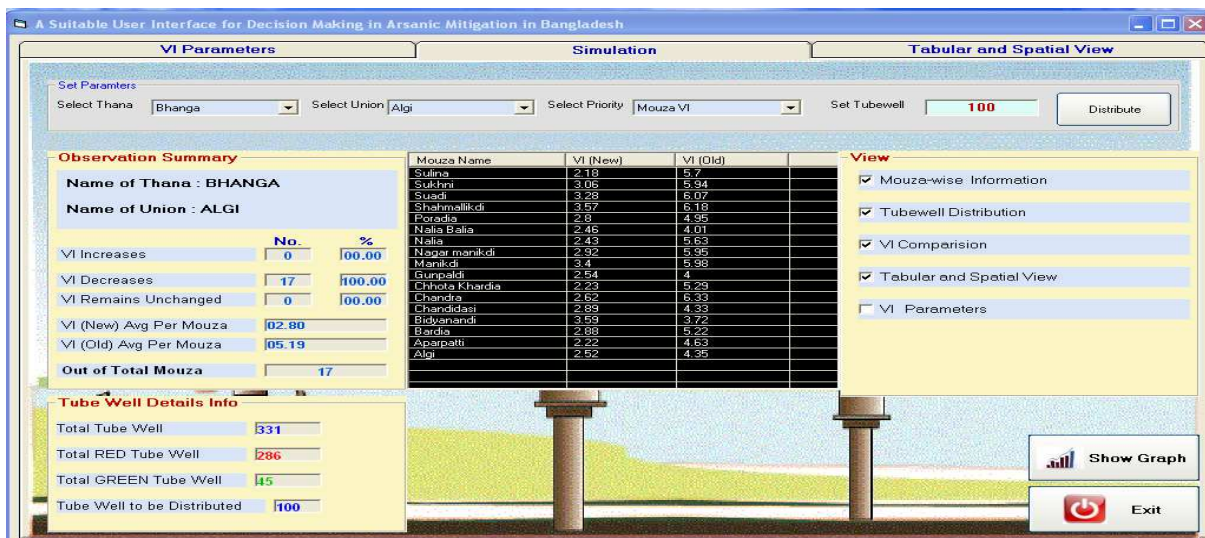 A Suitable User Interface for Decision Making in Arsanic Mitigation in Bangladesh
VI Parameters Simulation Tabular and Spatial View
Set Paramters
Select Thana Bhanga Select Union Algi Select Priority Mouza VI Set Tubewell 100 Distribute
Observation Summary
Name of Thana : BHANGA
Name of Union : ALGI
No. %
VI Increases 0 00.00
VI Decreases 17 100.00
VI Remains Unchanged 0 00.00
VI (New) Avg Per Mouza 02.80
VI (Old) Avg Per Mouza 05.19
Out of Total Mouza 17
Mouza Name VI (New) VI (Old)
Sulina 2.18 5.7
Sukhni 3.06 5.94
Suadi 3.28 6.07
Shahmallikdi 3.57 6.18
Poradia 2.8 4.95
Nalia Balia 2.46 4.01
Nalia 2.43 5.63
Nagar manikdi 2.92 5.95
Manikdi 3.4 5.98
Gunpaldi 2.54 4
Chhota Khardia 2.23 5.29
Chandra 2.62 6.33
Chandidasi 2.89 4.33
Bidyanandi 3.59 3.72
Bardia 2.88 5.22
Aparpatti 2.22 4.63
Algi 2.52 4.35
View
Mouza-wise Information
Tubewell Distribution
VI Comparision
Tabular and Spatial View
VI Parameters
Tube Well Details Info
Total Tube Well 331
Total RED Tube Well 286
Total GREEN Tube Well 45
Tube Well to be Distributed 100
Show Graph
Exit